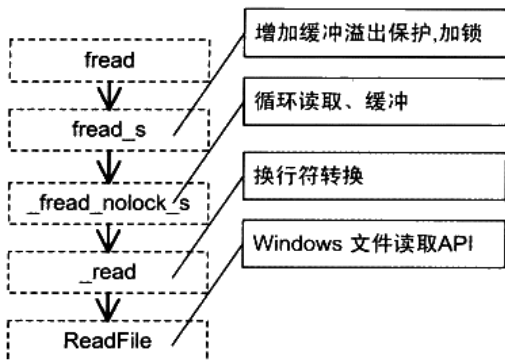 增加缓冲溢出保护,加锁
fread
循环读取、缓冲
fread_s
换行符转换
_fread_nolock_s
Windows 文件读取API
_read
ReadFile